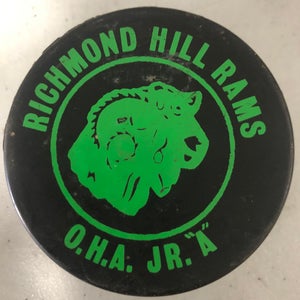 RICHMOND HILL RAMS
O.H.A. JR. "A"